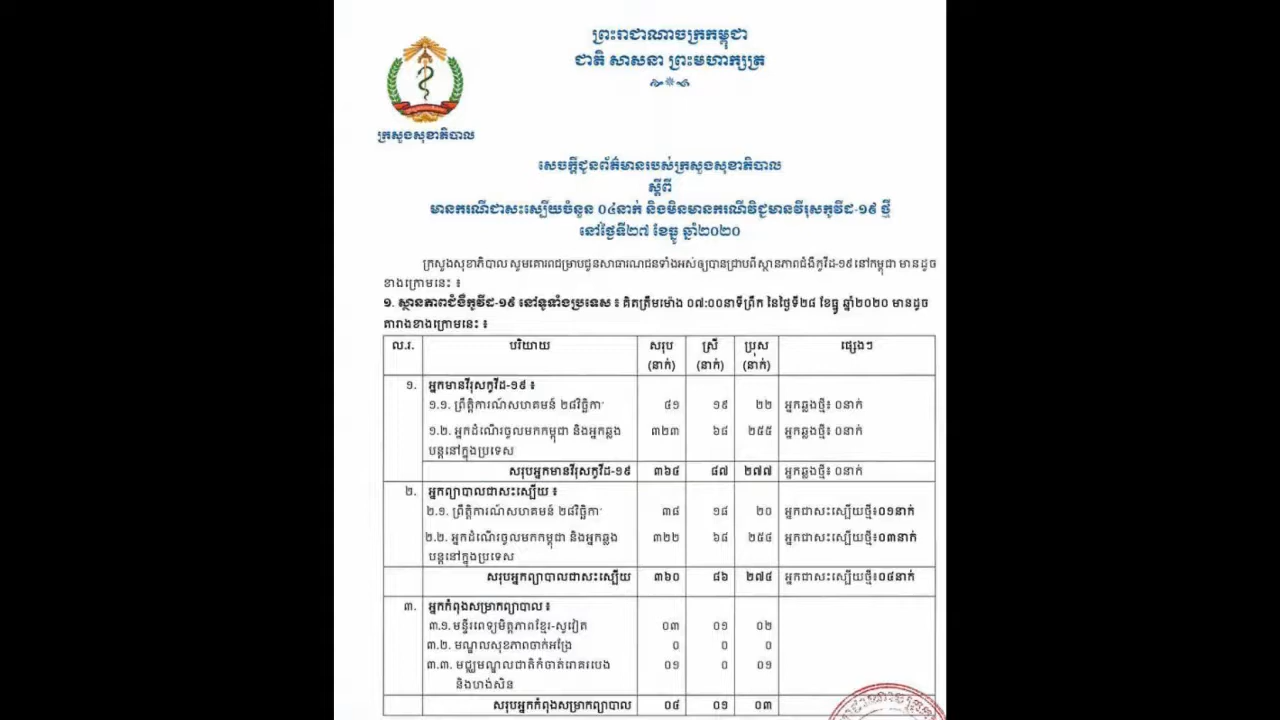 ព្រះរាជាណាចក្រកម្ពុជា
ជាតិ សាសនា ព្រះមហាក្សត្រ
ក្រសួងសុខាភិបាល
សេចក្តីជូនព័ត៌មានរបស់ក្រសួងសុខាភិបាល
ស្តីពី
មានករណីជាសះស្បើយចំនួន ០៤នាក់ និងមិនមានករណីវិជ្ជមានវីរុសកូវីដ-១៩ ថ្មី
នៅថ្ងៃទី២៧ ខែធ្នូ ឆ្នាំ២០២០
ក្រសួងសុខាភិបាល សូមគោរពជម្រាបជូនសាធារណជនទាំងអស់ឲ្យបានជ្រាបពីស្ថានភាពជំងឺកូវីដ-១៩ នៅកម្ពុជា មានដូច
ខាងក្រោមនេះ ៖
១. ស្ថានភាពជំងឺកូវីដ-១៩ នៅទូទាំងប្រទេស ៖ គិតត្រឹមម៉ោង ០៧:០០នាទីព្រឹក នៃថ្ងៃទី២៨ ខែធ្នូ ឆ្នាំ២០២០ មានដូច
តារាងខាងក្រោមនេះ ៖
ល.រ. បរិយាយ សរុប ស្រី ប្រុស ផ្សេងៗ
(នាក់) (នាក់) (នាក់)
១. អ្នកមានវីរុសកូវីដ-១៩ ៖
១.១. ព្រឹត្តិការណ៍សហគមន៍ ២៨វិច្ឆិកា ៤១ ១៩ ២២ អ្នកឆ្លងថ្មី៖ ០នាក់
១.២. អ្នកដំណើរចូលមកកម្ពុជា និងអ្នកឆ្លង ៣២៣ ៦៨ ២៥៥ អ្នកឆ្លងថ្មី៖ ០នាក់
បន្តនៅក្នុងប្រទេស
សរុបអ្នកមានវីរុសកូវីដ-១៩ ៣៦៤ ៨៧ ២៧៧ អ្នកឆ្លងថ្មី៖ ០នាក់
២. អ្នកព្យាបាលជាសះស្បើយ ៖
២.១. ព្រឹត្តិការណ៍សហគមន៍ ២៨វិច្ឆិកា ៣៨ ១៨ ២០ អ្នកជាសះស្បើយថ្មី៖០១នាក់
២.២. អ្នកដំណើរចូលមកកម្ពុជា និងអ្នកឆ្លង ៣២២ ៦៨ ២៥៤ អ្នកជាសះស្បើយថ្មី៖០៣នាក់
បន្តនៅក្នុងប្រទេស
សរុបអ្នកព្យាបាលជាសះស្បើយ ៣៦០ ៨៦ ២៧៤ អ្នកជាសះស្បើយថ្មី៖០៤នាក់
៣. អ្នកកំពុងសម្រាកព្យាបាល ៖
៣.១. មន្ទីរពេទ្យមិត្តភាពខ្មែរ-សូវៀត ០៣ ០១ ០២
៣.២. មណ្ឌលសុខភាពចាក់អង្រែ ០ ០ ០
៣.៣. មជ្ឈមណ្ឌលជាតិកំចាត់រោគរបេង ០១ ០ ០១
និងហង់សិន
សរុបអ្នកកំពុងសម្រាកព្យាបាល ០៤ ០១ ០៣